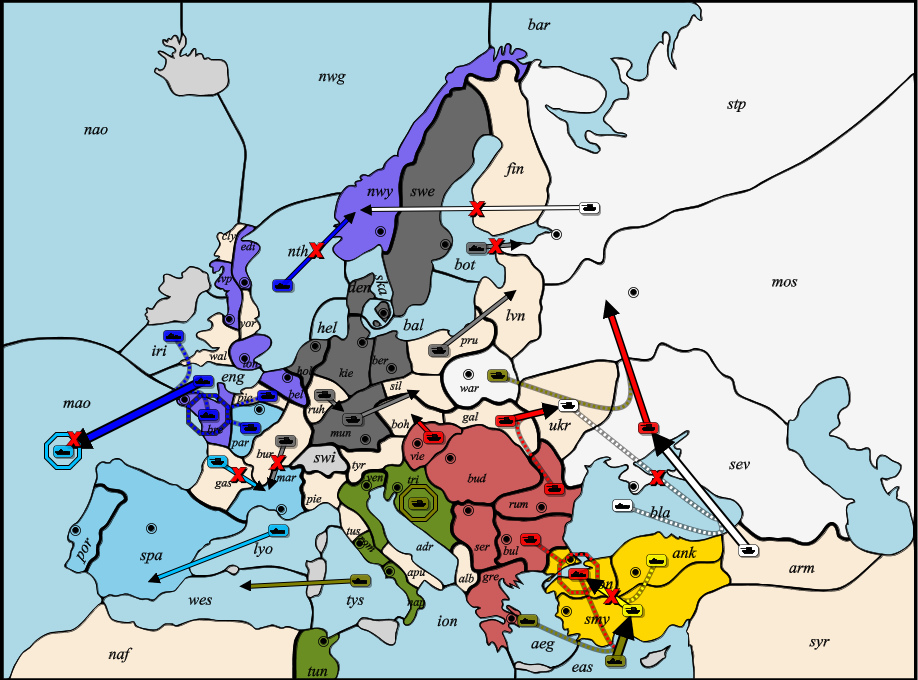 bar
nwg
stp
nao
fin
nwy
swe
cly
edi
nth
bot
mos
lvp
den
ska
lvn
yor
hel
bal
iri
wal
pru
lon
hol
kie
ber
war
eng
bel
sil
mao
pic
ruh
gal
ukr
bre
par
mun
boh
bur
swi
vie
sev
gas
mar
tyr
bud
ven
tri
pie
rum
bla
por
spa
lyo
tus
rom
adr
ser
bul
ank
con
arm
apu
alb
gre
wes
tys
nap
smy
ion
aeg
syr
naf
tun
eas